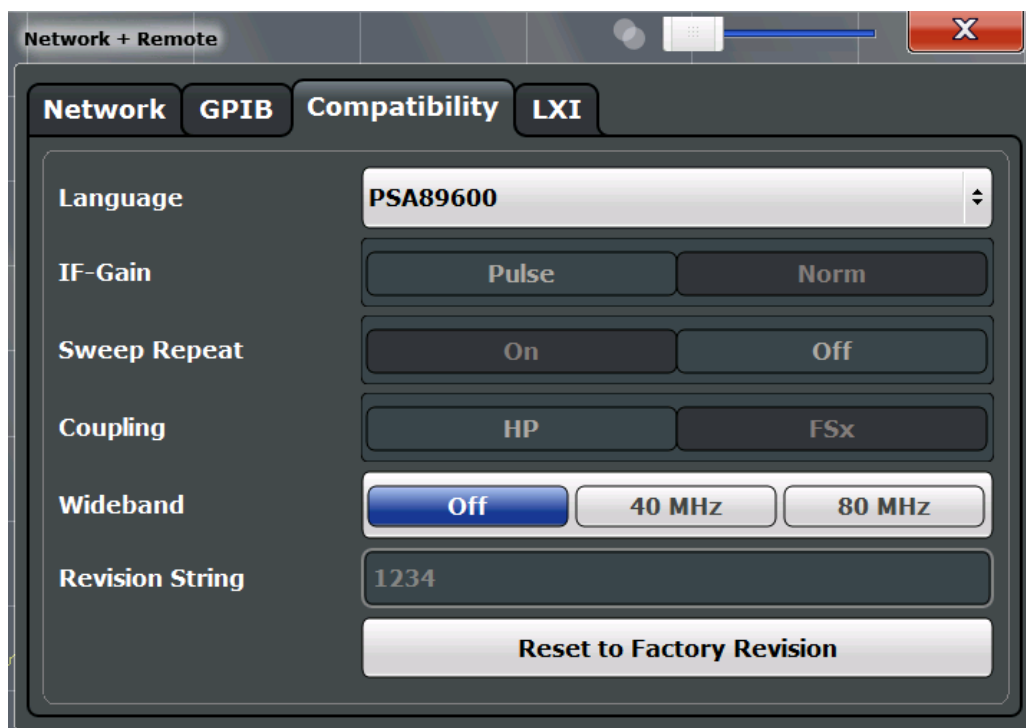 Network + Remote
X
Network GPIB Compatibility LXI
Language PSA89600
IF-Gain Pulse Norm
Sweep Repeat On Off
Coupling HP FSx
Wideband Off 40 MHz 80 MHz
Revision String 1234
Reset to Factory Revision